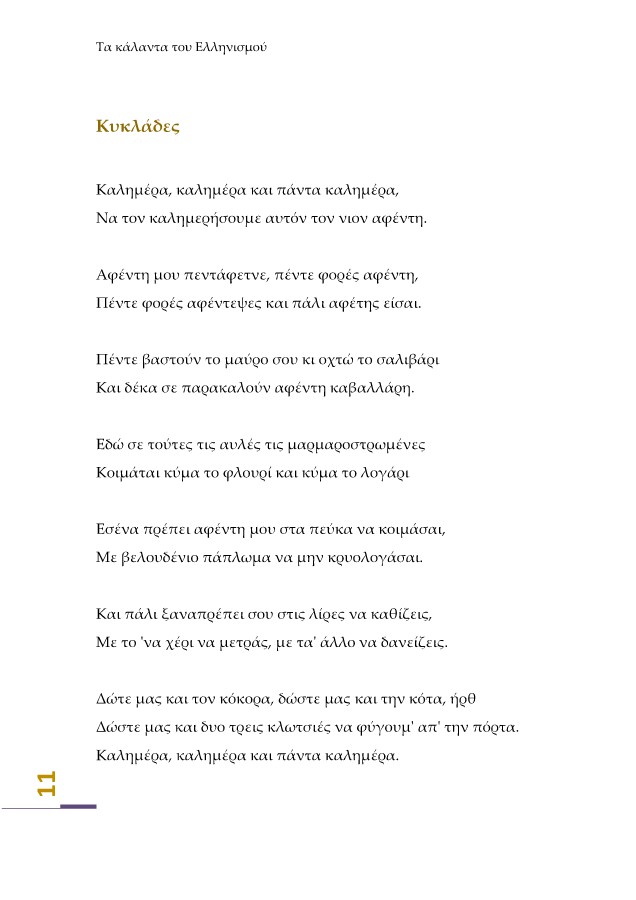 Τα κάλαντα του Ελληνισμού
Κυκλάδες
Καλημέρα, καλημέρα και πάντα καλημέρα,
Να τον καλημερήσουμε αυτόν τον νιον αφέντη.
Αφέντη μου πεντάφετνε, πέντε φορές αφέντη,
Πέντε φορές αφέντεψες και πάλι αφέτης είσαι.
Πέντε βαστούν το μαύρο σου κι οχτώ το σαλιβάρι
Και δέκα σε παρακαλούν αφέντη καβαλλάρη.
Εδώ σε τούτες τις αυλές τις μαρμαροστρωμένες
Κοιμάται κύμα το φλουρί και κύμα το λογάρι
Εσένα πρέπει αφέντη μου στα πεύκα να κοιμάσαι,
Με βελουδένιο πάπλωμα να μην κρυολογάσαι.
Και πάλι ξαναπρέπει σου στις λίρες να καθίζεις,
Με το 'να χέρι να μετράς, με τα' άλλο να δανείζεις.
Δώτε μας και τον κόκορα, δώστε μας και την κότα, ήρθ
Δώστε μας και δυο τρεις κλωτσιές να φύγουμ' απ' την πόρτα.
Καλημέρα, καλημέρα και πάντα καλημέρα.
11